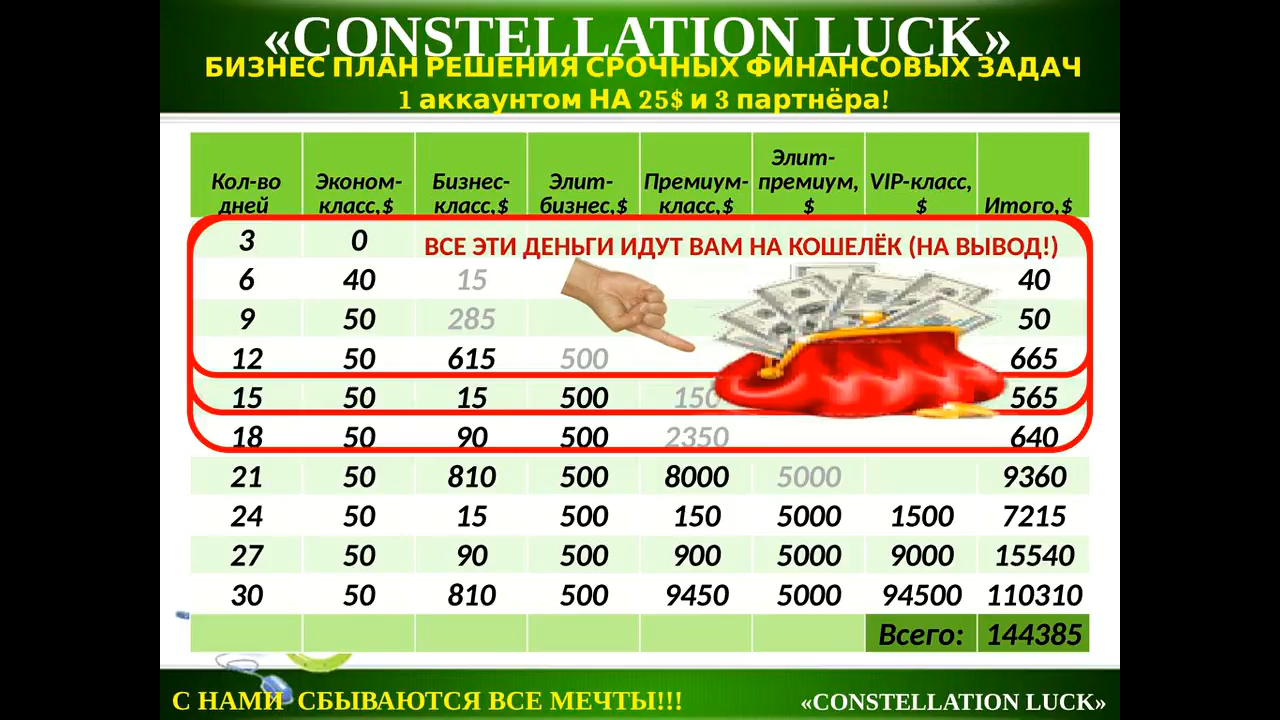 «CONSTELLATION LUCK»
БИЗНЕС ПЛАН РЕШЕНИЯ СРОЧНЫХ ФИНАНСОВЫХ ЗАДАЧ
1 аккаунтом НА 25$ и 3 партнёра!
Кол-во дней Эконом-класс,$ Бизнес-класс,$ Элит-бизнес,$ Премиум-класс,$ Элит-премиум,$ VIP-класс,$ Итого,$
3 0 ВСЕ ЭТИ ДЕНЬГИ ИДУТ ВАМ НА КОШЕЛЁК (НА ВЫВОД!)
6 40 15 40
9 50 285 50
12 50 615 500 665
15 50 15 500 150 565
18 50 90 500 2350 640
21 50 810 500 8000 5000 9360
24 50 15 500 150 5000 1500 7215
27 50 90 500 900 5000 9000 15540
30 50 810 500 9450 5000 94500 110310
Всего: 144385
С НАМИ СБЫВАЮТСЯ ВСЕ МЕЧТЫ!!!
«CONSTELLATION LUCK»